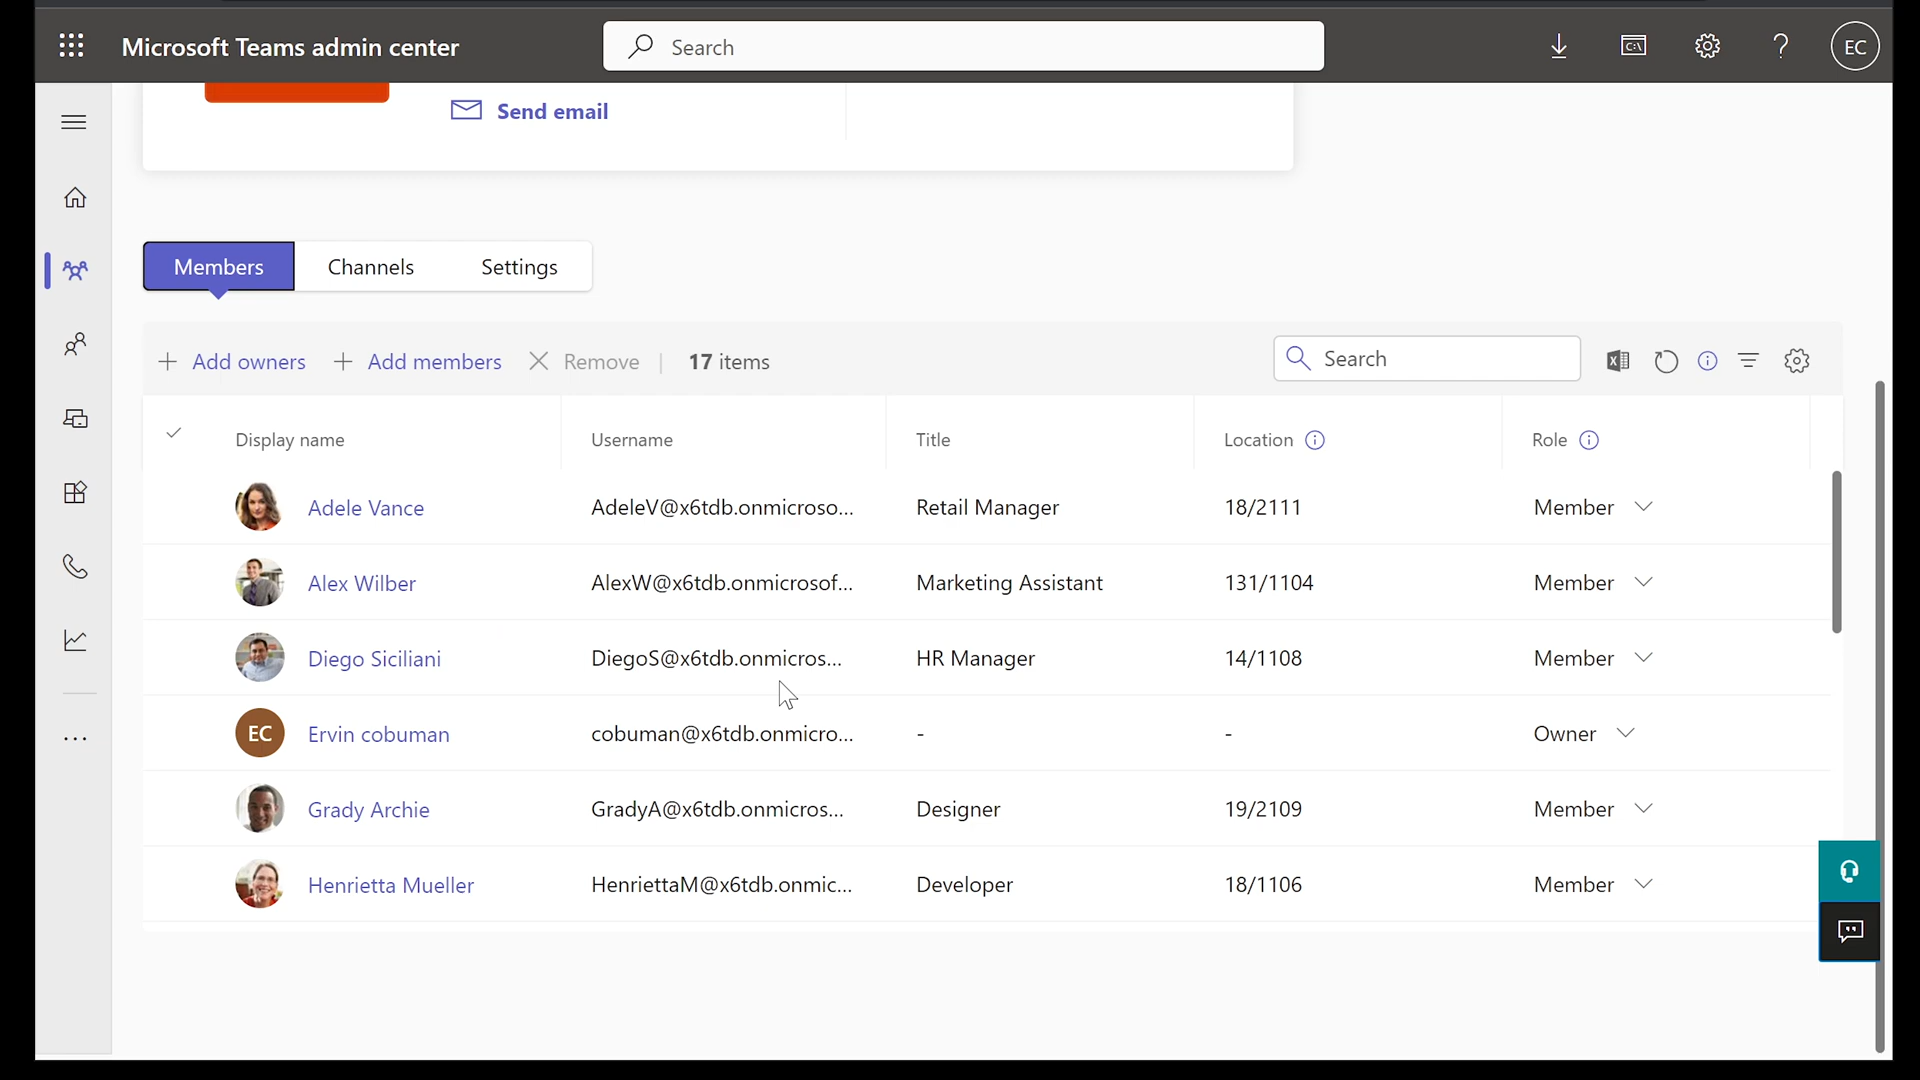 Microsoft Teams admin center
Search
EC
Send email
Members Channels Settings
Add owners Add members Remove | 17 items Search
Display name Username Title Location Role
Adele Vance AdeleV@x6tdb.onmicroso... Retail Manager 18/2111 Member
Alex Wilber AlexW@x6tdb.onmicrosof... Marketing Assistant 131/1104 Member
Diego Siciliani DiegoS@x6tdb.onmicros... HR Manager 14/1108 Member
EC Ervin cobuman cobuman@x6tdb.onmicro... - - Owner
Grady Archie GradyA@x6tdb.onmicros... Designer 19/2109 Member
Henrietta Mueller HenriettaM@x6tdb.onmic... Developer 18/1106 Member